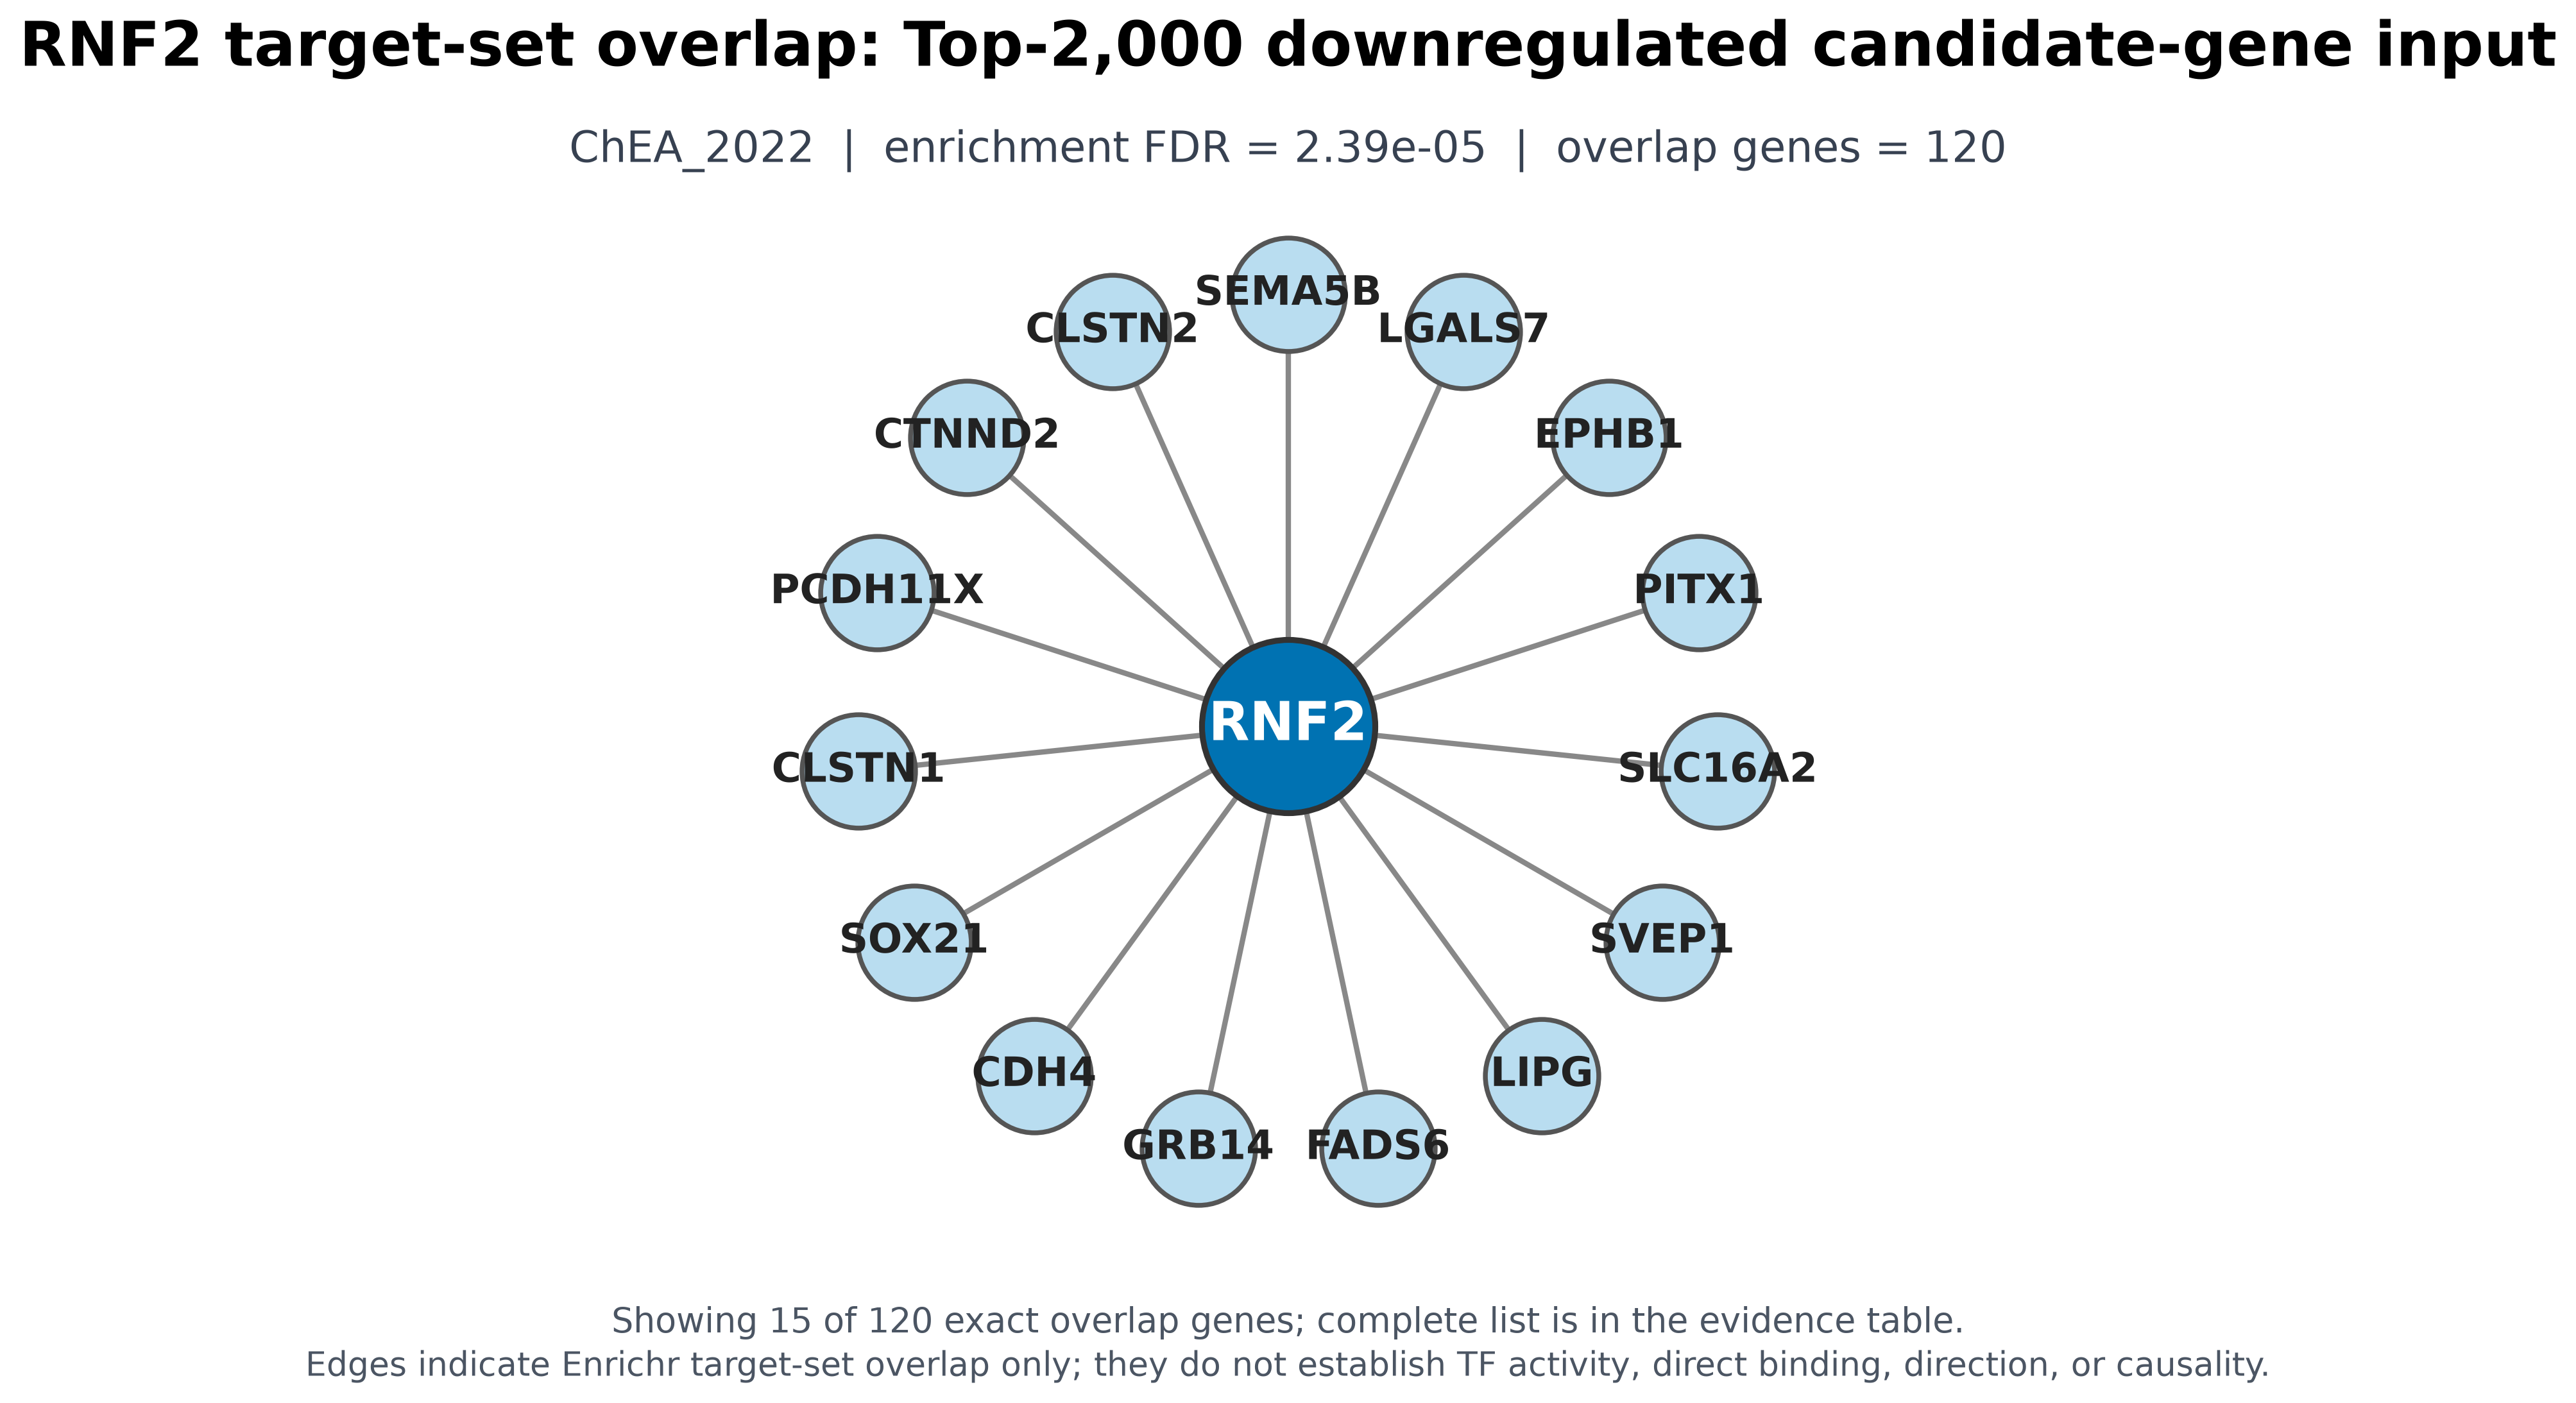 RNF2 target-set overlap: Top-2,000 downregulated candidate-gene input
ChEA_2022 | enrichment FDR = 2.39e-05 | overlap genes = 120
SEMA5B
CLSTN2
LGALS7
CTNND2
EPHB1
PCDH11X
PITX1
RNF2
CLSTN1
SLC16A2
SOX21
SVEP1
CDH4
LIPG
GRB14
FADS6
Showing 15 of 120 exact overlap genes; complete list is in the evidence table.
Edges indicate Enrichr target-set overlap only; they do not establish TF activity, direct binding, direction, or causality.